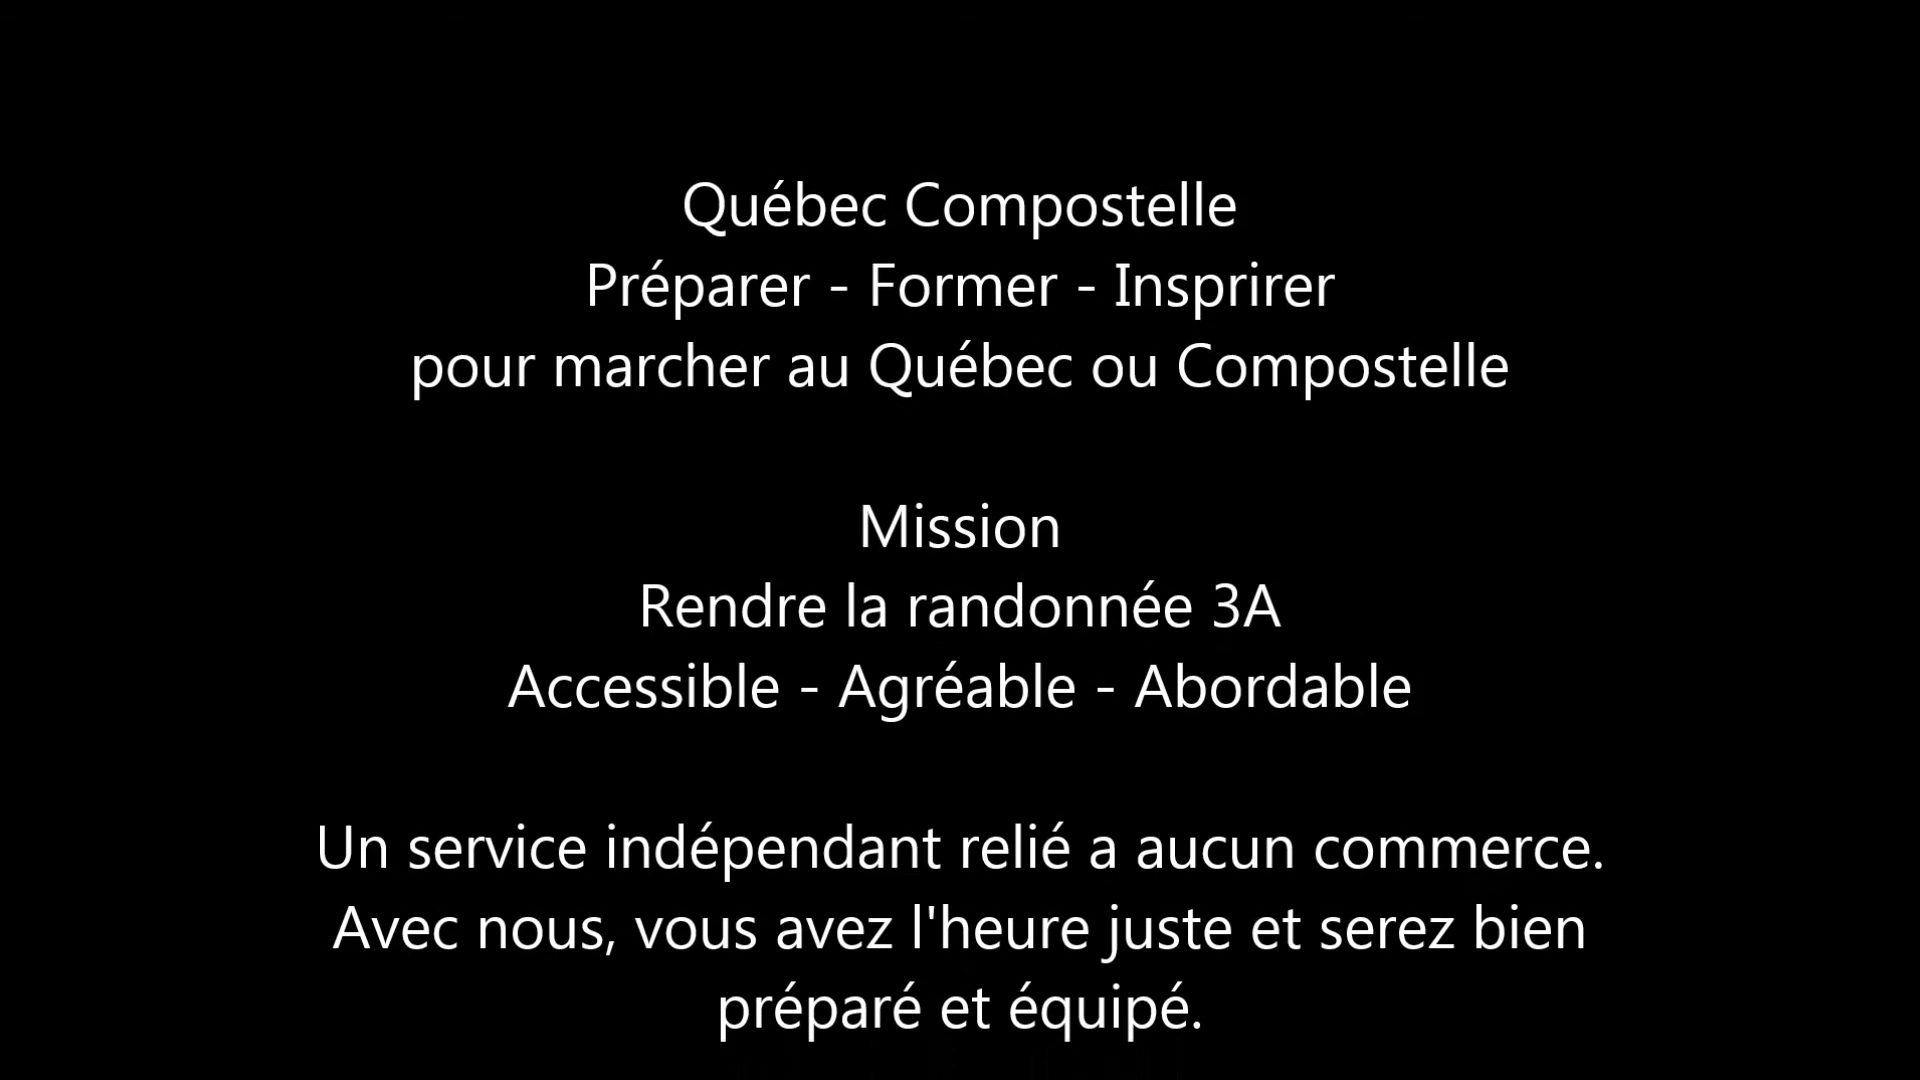 Québec Compostelle
Préparer - Former - Insprirer
pour marcher au Québec ou Compostelle
Mission
Rendre la randonnée 3A
Accessible - Agréable - Abordable
Un service indépendant relié a aucun commerce.
Avec nous, vous avez l'heure juste et serez bien
préparé et équipé.